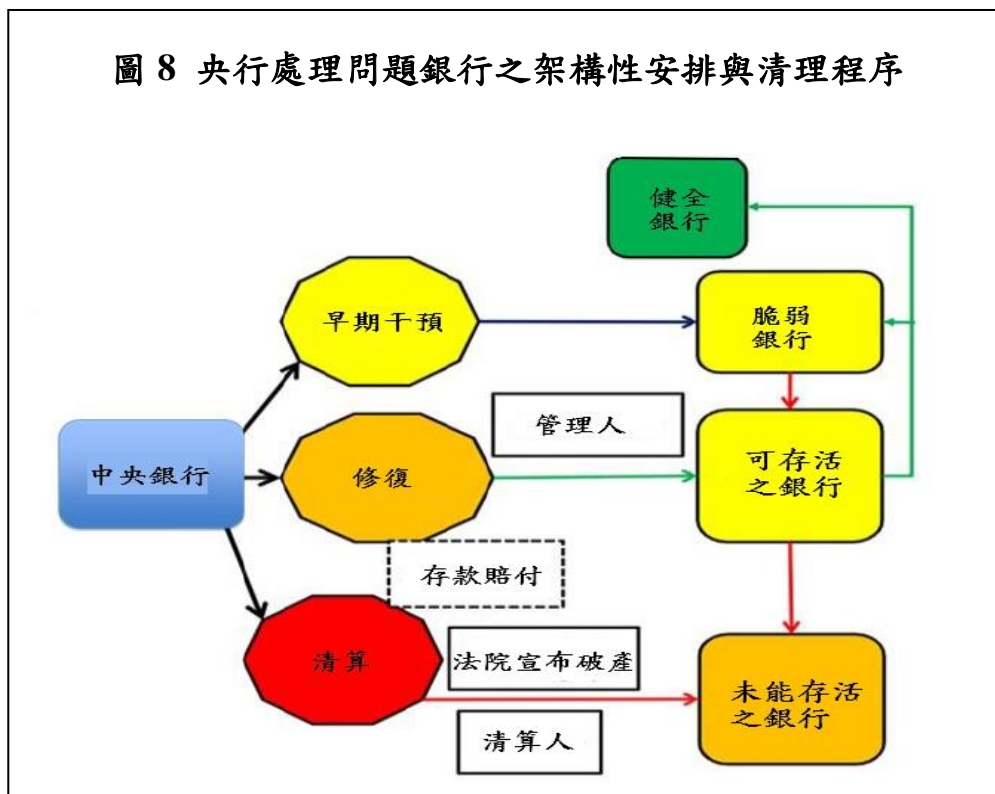 圖 8 央行處理問題銀行之架構性安排與清理程序
健全
銀行
早期干預
脆弱
銀行
管理人
中央銀行
修復
可存活
之銀行
存款賠付
清算
法院宣布破產
未能存活
之銀行
清算人